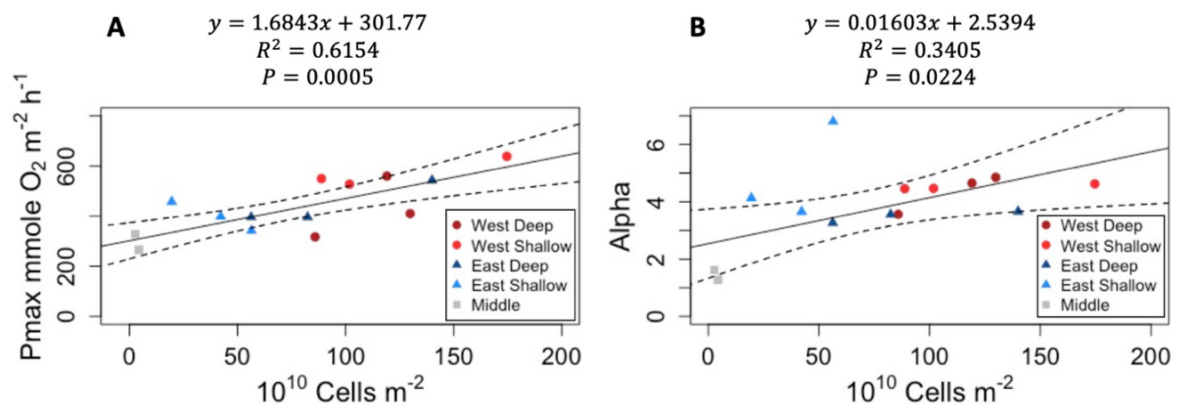 A
y = 1.6843x + 301.77
R² = 0.6154
P = 0.0005
Pmax mmole O₂ m⁻² h⁻¹
600
200
0
West Deep
West Shallow
East Deep
East Shallow
Middle
0 50 100 150 200
10¹⁰ Cells m⁻²
B
y = 0.01603x + 2.5394
R² = 0.3405
P = 0.0224
Alpha
6
4
2
0
West Deep
West Shallow
East Deep
East Shallow
Middle
0 50 100 150 200
10¹⁰ Cells m⁻²